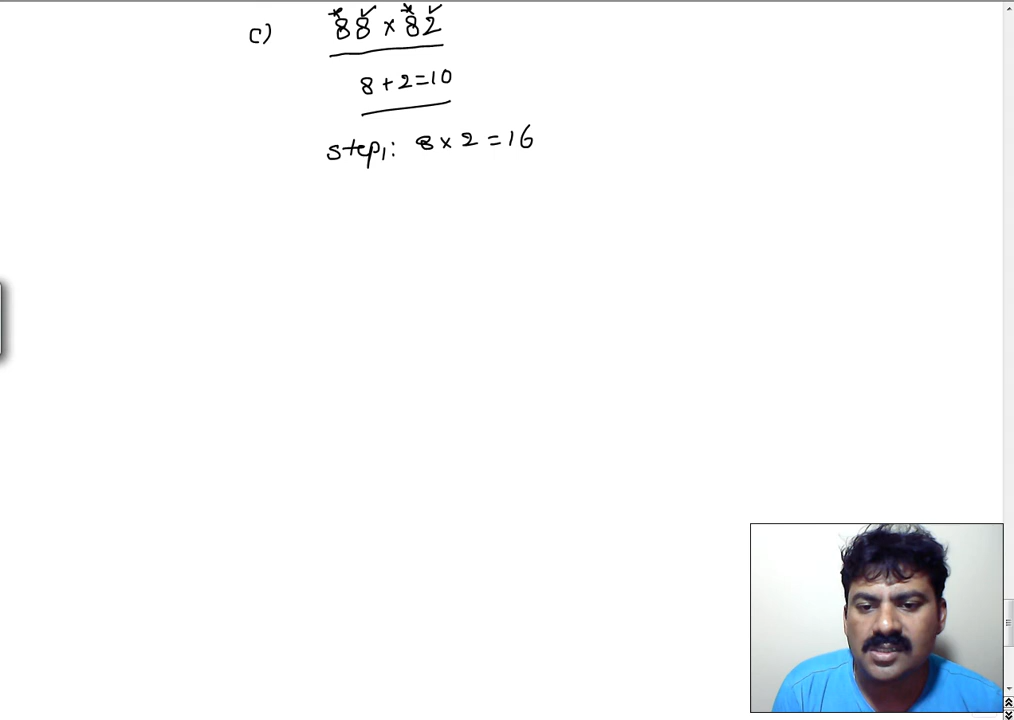 c) 88 × 82
8 + 2 = 10
step1: 8 × 2 = 16